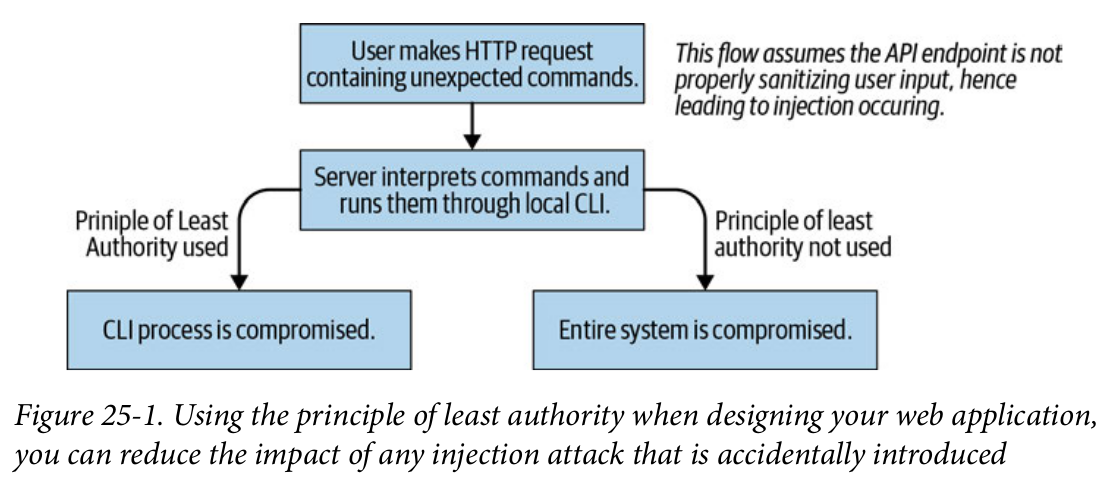 User makes HTTP request
containing unexpected commands.
This flow assumes the API endpoint is not
properly sanitizing user input, hence
leading to injection occuring.
Server interprets commands and
runs them through local CLI.
Priniple of Least
Authority used
Principle of least
authority not used
CLI process is compromised.
Entire system is compromised.
Figure 25-1. Using the principle of least authority when designing your web application,
you can reduce the impact of any injection attack that is accidentally introduced